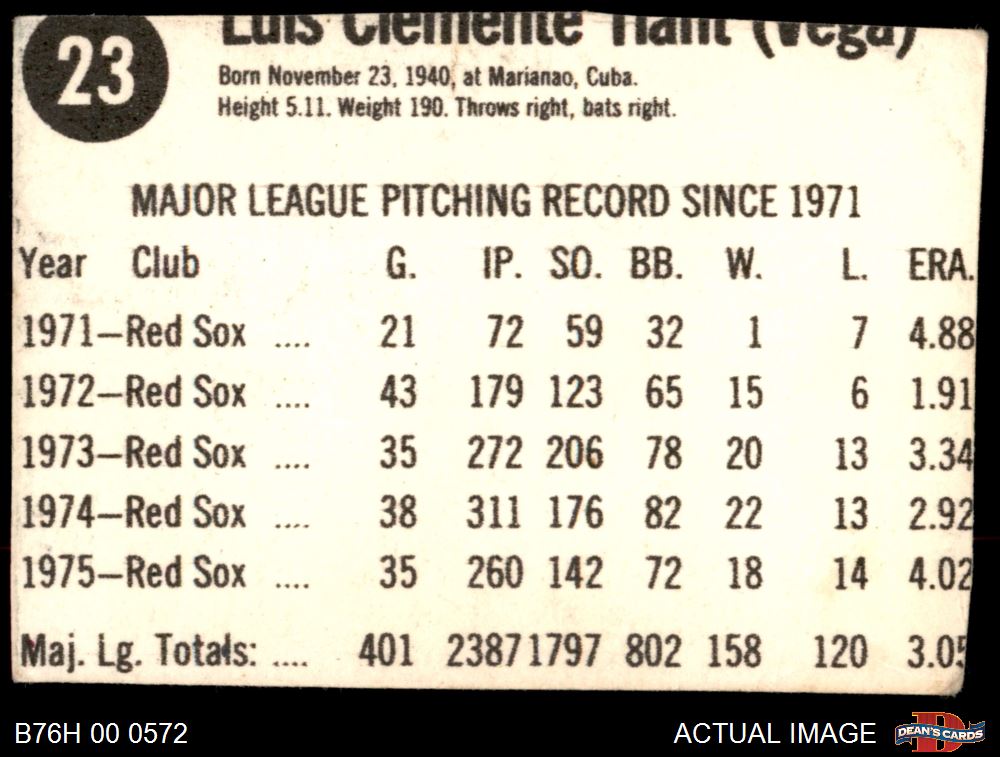 23
Luis Clemente Tiant (Vega)
Born November 23, 1940, at Marianao, Cuba.
Height 5.11. Weight 190. Throws right, bats right.
MAJOR LEAGUE PITCHING RECORD SINCE 1971
Year Club G. IP. SO. BB. W. L. ERA.
1971–Red Sox .... 21 72 59 32 1 7 4.88
1972–Red Sox .... 43 179 123 65 15 6 1.91
1973–Red Sox .... 35 272 206 78 20 13 3.34
1974–Red Sox .... 38 311 176 82 22 13 2.92
1975–Red Sox .... 35 260 142 72 18 14 4.02
Maj. Lg. Totals: .... 401 2387 1797 802 158 120 3.05
B76H 00 0572 ACTUAL IMAGE
DEAN'S CARDS